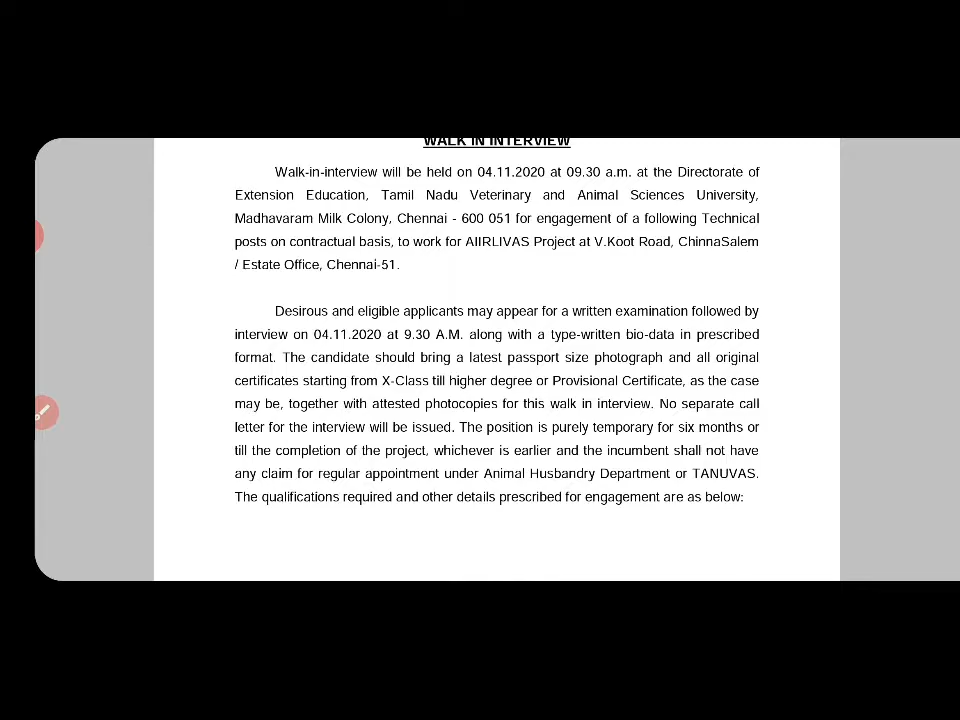 WALK IN INTERVIEW
Walk-in-interview will be held on 04.11.2020 at 09.30 a.m. at the Directorate of
Extension Education, Tamil Nadu Veterinary and Animal Sciences University,
Madhavaram Milk Colony, Chennai - 600 051 for engagement of a following Technical
posts on contractual basis, to work for AIIRLIVAS Project at V.Koot Road, ChinnaSalem
/ Estate Office, Chennai-51.
Desirous and eligible applicants may appear for a written examination followed by
interview on 04.11.2020 at 9.30 A.M. along with a type-written bio-data in prescribed
format. The candidate should bring a latest passport size photograph and all original
certificates starting from X-Class till higher degree or Provisional Certificate, as the case
may be, together with attested photocopies for this walk in interview. No separate call
letter for the interview will be issued. The position is purely temporary for six months or
till the completion of the project, whichever is earlier and the incumbent shall not have
any claim for regular appointment under Animal Husbandry Department or TANUVAS.
The qualifications required and other details prescribed for engagement are as below: